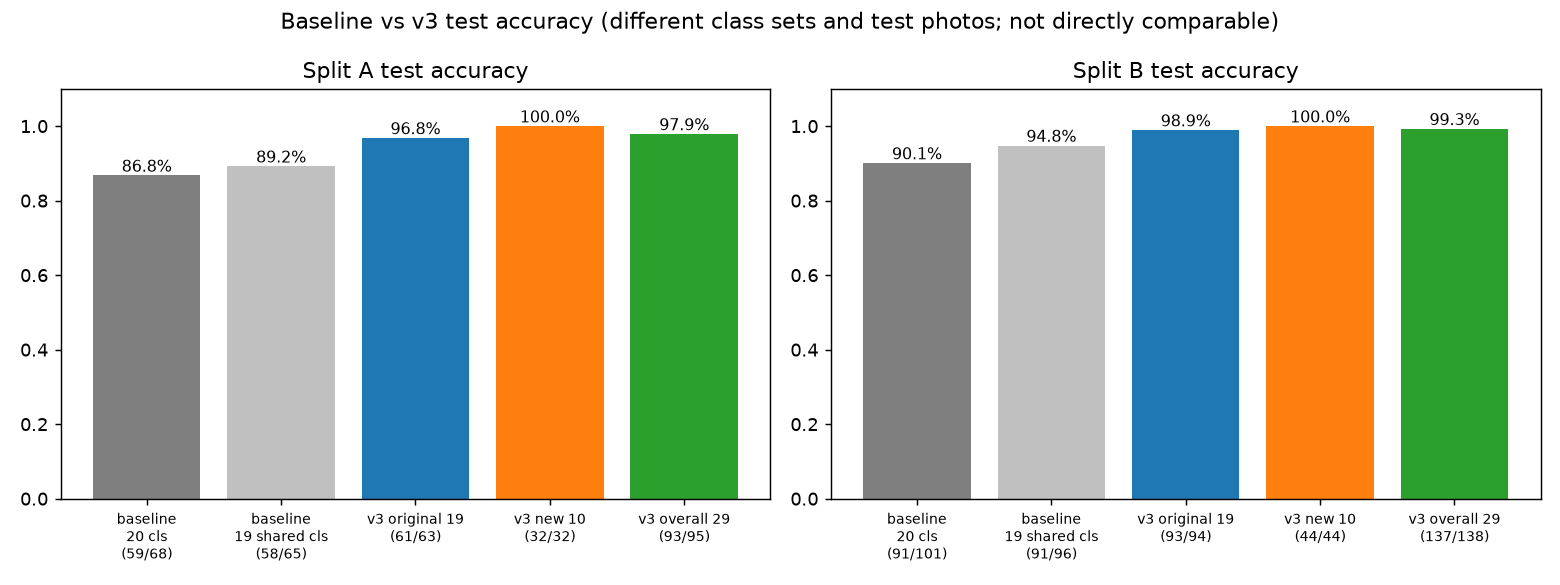 Baseline vs v3 test accuracy (different class sets and test photos; not directly comparable)
Split A test accuracy
1.0
0.8
0.6
0.4
0.2
0.0
86.8%
89.2%
96.8%
100.0%
97.9%
baseline
20 cls
(59/68)
baseline
19 shared cls
(58/65)
v3 original 19
(61/63)
v3 new 10
(32/32)
v3 overall 29
(93/95)
Split B test accuracy
1.0
0.8
0.6
0.4
0.2
0.0
90.1%
94.8%
98.9%
100.0%
99.3%
baseline
20 cls
(91/101)
baseline
19 shared cls
(91/96)
v3 original 19
(93/94)
v3 new 10
(44/44)
v3 overall 29
(137/138)